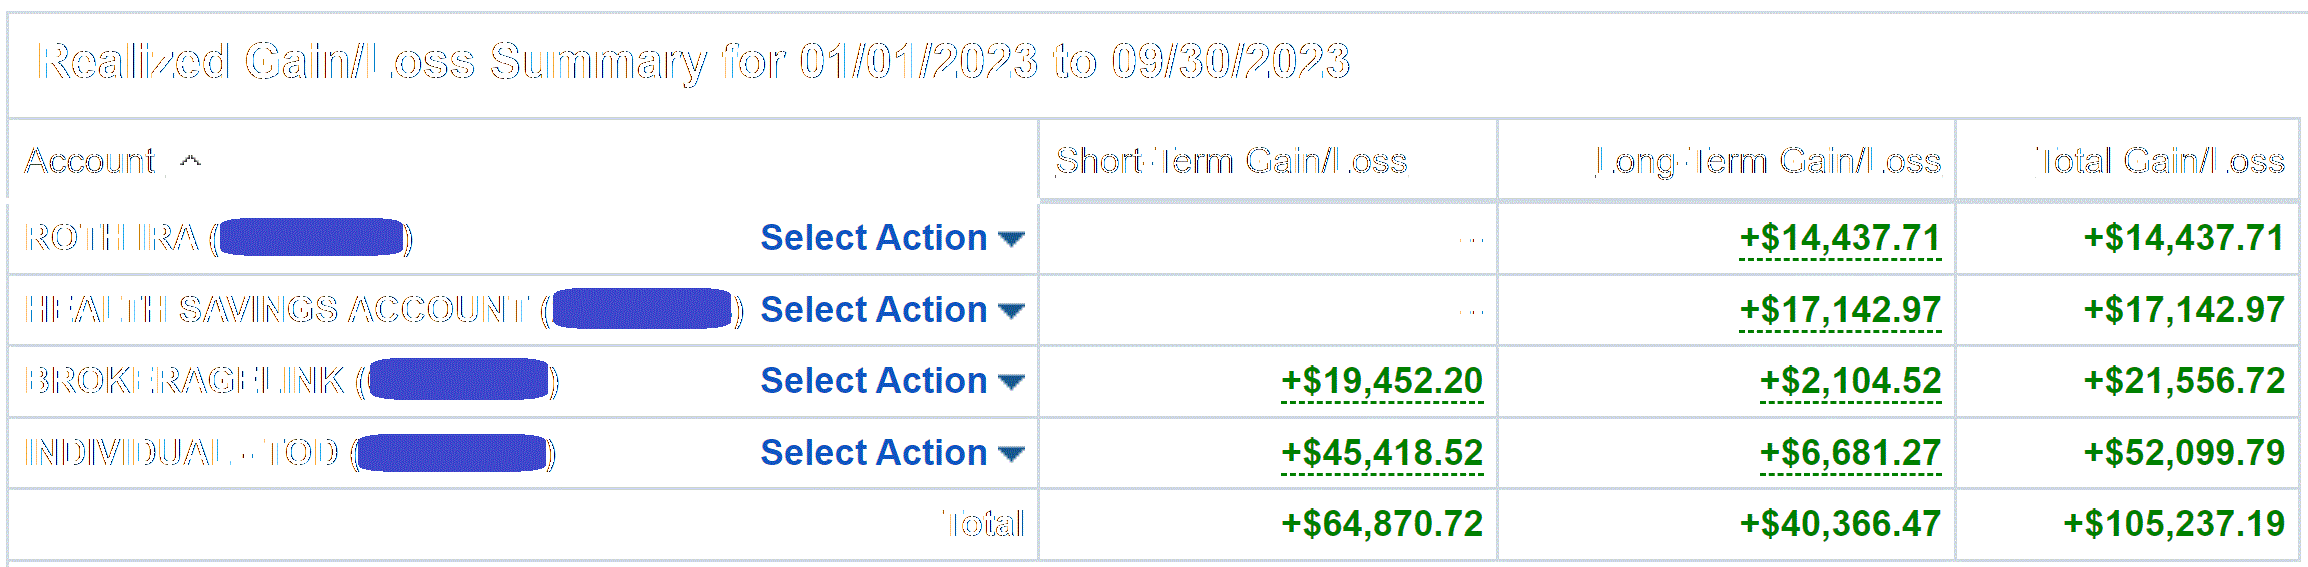 Realized Gain/Loss Summary for 01/01/2023 to 09/30/2023
Account Short-Term Gain/Loss Long-Term Gain/Loss Total Gain/Loss
ROTH IRA ( ) Select Action --- +$14,437.71 +$14,437.71
HEALTH SAVINGS ACCOUNT ( ) Select Action --- +$17,142.97 +$17,142.97
BROKERAGELINK ( ) Select Action +$19,452.20 +$2,104.52 +$21,556.72
INDIVIDUAL - TOD ( ) Select Action +$45,418.52 +$6,681.27 +$52,099.79
Total +$64,870.72 +$40,366.47 +$105,237.19